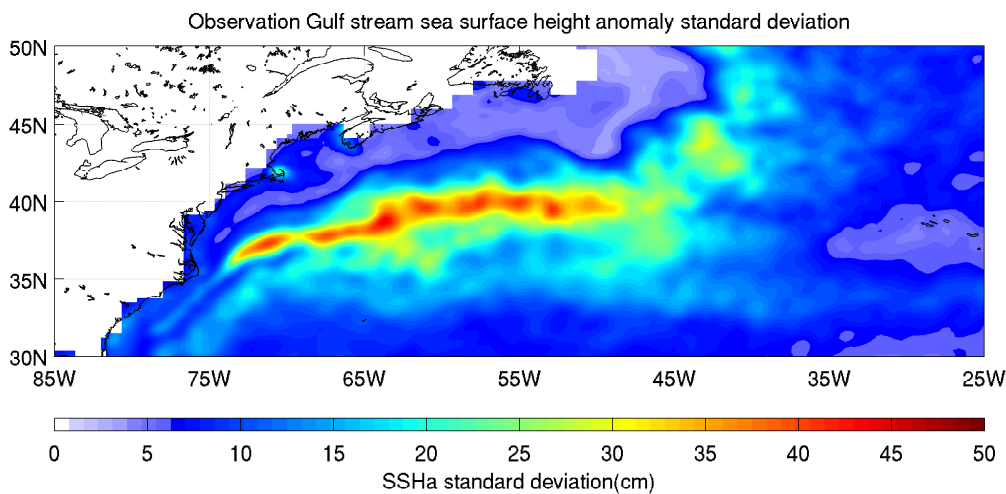 Observation Gulf stream sea surface height anomaly standard deviation
50N
45N
40N
35N
30N
85W 75W 65W 55W 45W 35W 25W
0 5 10 15 20 25 30 35 40 45 50
SSHa standard deviation(cm)